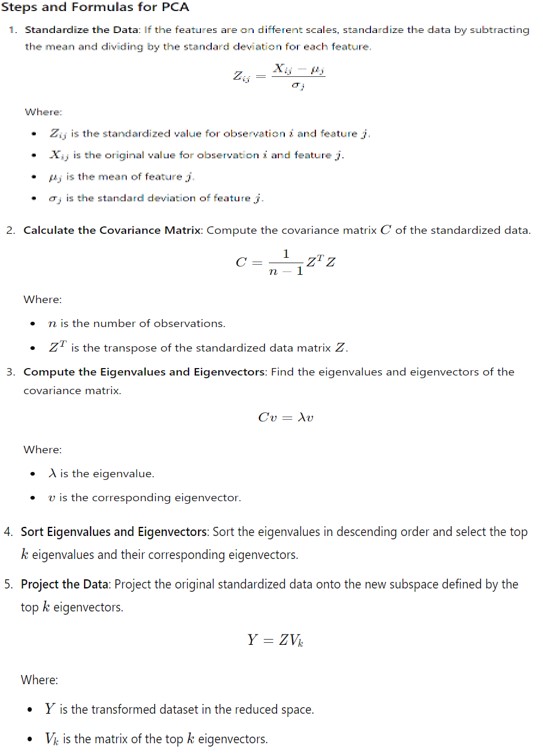 Steps and Formulas for PCA
1. Standardize the Data: If the features are on different scales, standardize the data by subtracting
the mean and dividing by the standard deviation for each feature.
Z_{ij} = \frac{X_{ij} - μ_j}{σ_j}
Where:
• Z_{ij} is the standardized value for observation i and feature j.
• X_{ij} is the original value for observation i and feature j.
• μ_j is the mean of feature j.
• σ_j is the standard deviation of feature j.
2. Calculate the Covariance Matrix: Compute the covariance matrix C of the standardized data.
C = \frac{1}{n - 1} Z^T Z
Where:
• n is the number of observations.
• Z^T is the transpose of the standardized data matrix Z.
3. Compute the Eigenvalues and Eigenvectors: Find the eigenvalues and eigenvectors of the
covariance matrix.
Cv = λv
Where:
• λ is the eigenvalue.
• v is the corresponding eigenvector.
4. Sort Eigenvalues and Eigenvectors: Sort the eigenvalues in descending order and select the top
k eigenvalues and their corresponding eigenvectors.
5. Project the Data: Project the original standardized data onto the new subspace defined by the
top k eigenvectors.
Y = ZV_k
Where:
• Y is the transformed dataset in the reduced space.
• V_k is the matrix of the top k eigenvectors.